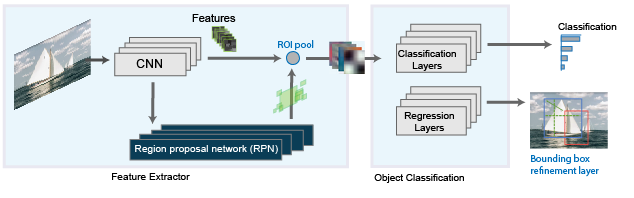 Features
ROI pool
CNN
Region proposal network (RPN)
Feature Extractor
Classification
Layers
Regression
Layers
Object Classification
Classification
Bounding box
refinement layer